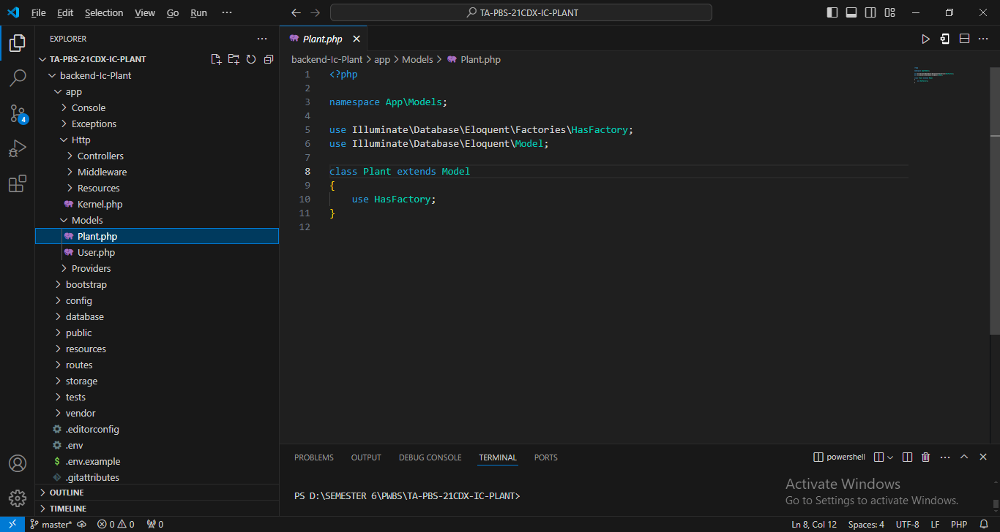 File Edit Selection View Go Run ···
TA-PBS-21CDX-IC-PLANT
EXPLORER
TA-PBS-21CDX-IC-PLANT
backend-Ic-Plant
app
Console
Exceptions
Http
Controllers
Middleware
Resources
Kernel.php
Models
Plant.php
User.php
Providers
bootstrap
config
database
public
resources
routes
storage
tests
vendor
.editorconfig
.env
$ .env.example
.gitattributes
OUTLINE
TIMELINE
4
Plant.php
backend-Ic-Plant > app > Models > Plant.php
1 <?php
2
3 namespace App\Models;
4
5 use Illuminate\Database\Eloquent\Factories\HasFactory;
6 use Illuminate\Database\Eloquent\Model;
7
8 class Plant extends Model
9 {
10 use HasFactory;
11 }
12
PROBLEMS OUTPUT DEBUG CONSOLE TERMINAL PORTS
powershell
PS D:\SEMESTER 6\PWBS\TA-PBS-21CDX-IC-PLANT>
Activate Windows
Go to Settings to activate Windows.
master* 0 0 0 Ln 8, Col 12 Spaces: 4 UTF-8 LF PHP